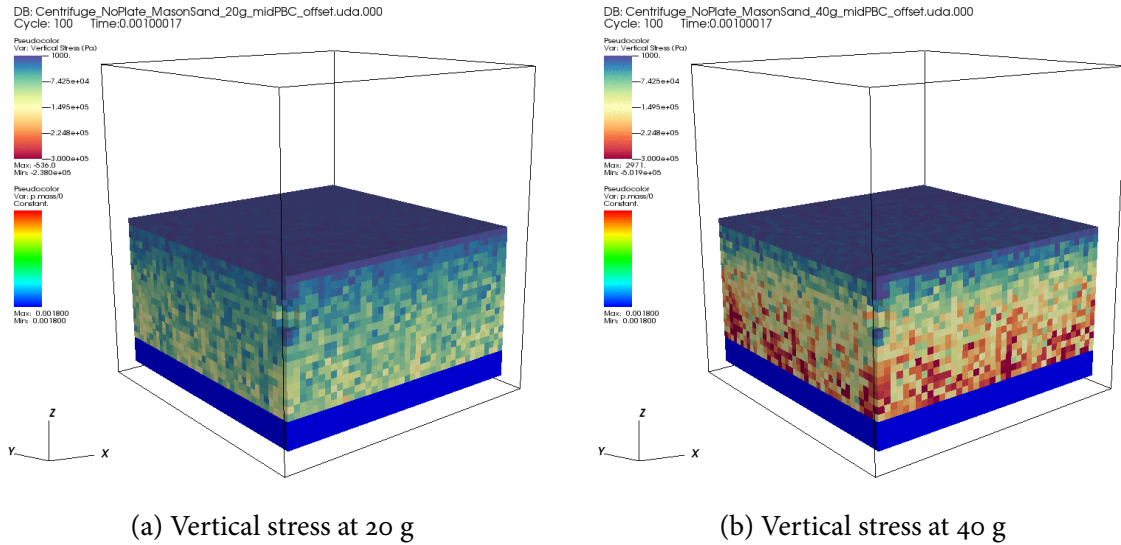 DB: Centrifuge_NoPlate_MasonSand_20g_midPBC_offset.uda.000
Cycle: 100 Time:0.00100017
Pseudocolor
Var: Vertical Stress (Pa)
1000.
-7.425e+04
-1.495e+05
-2.248e+05
-3.000e+05
Max: -536.0
Min: -2.380e+05
Pseudocolor
Var: p.mass/0
Constant.
Max: 0.001800
Min: 0.001800
Z
Y
X
(a) Vertical stress at 20 g
DB: Centrifuge_NoPlate_MasonSand_40g_midPBC_offset.uda.000
Cycle: 100 Time:0.00100017
Pseudocolor
Var: Vertical Stress (Pa)
1000.
-7.425e+04
-1.495e+05
-2.248e+05
-3.000e+05
Max: 2971.
Min: -5.019e+05
Pseudocolor
Var: p.mass/0
Constant.
Max: 0.001800
Min: 0.001800
Z
Y
X
(b) Vertical stress at 40 g